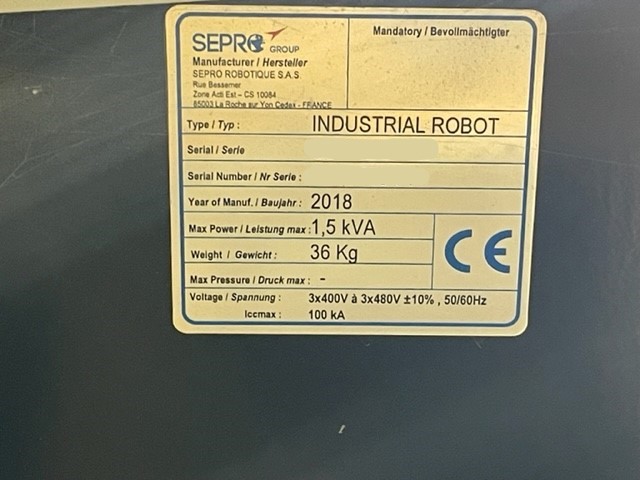 SEPRO GROUP
Manufacturer / Hersteller
SEPRO ROBOTIQUE S.A.S.
Rue Bessemer
Zone Acti Est – CS 10084
85003 La Roche sur Yon Cedex - FRANCE
Mandatory / Bevollmächtigter
Type / Typ : INDUSTRIAL ROBOT
Serial / Serie
Serial Number / Nr Serie :
Year of Manuf. / Baujahr : 2018
Max Power / Leistung max : 1,5 kVA
Weight / Gewicht : 36 Kg
CE
Max Pressure / Druck max : -
Voltage / Spannung : 3x400V à 3x480V ±10% , 50/60Hz
Iccmax : 100 kA